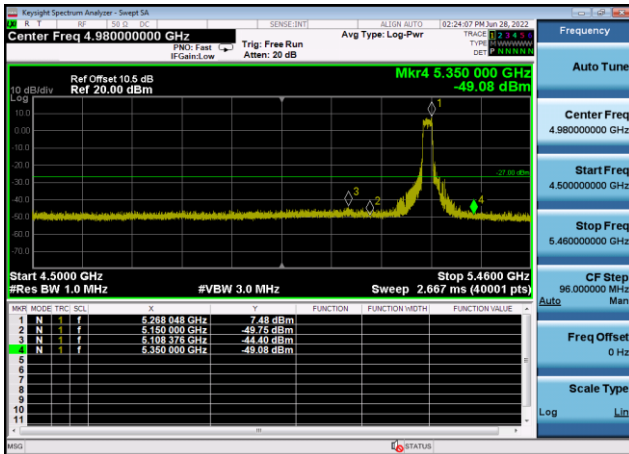 Keysight Spectrum Analyzer - Swept SA
R T RF 50 Ω DC SENSE:INT ALIGN AUTO 02:24:07 PM Jun 28, 2022
Center Freq 4.980000000 GHz
PNO: Fast
IFGain:Low
Trig: Free Run
Atten: 20 dB
Avg Type: Log-Pwr
TRACE 1 2 3 4 5 6
TYPE M WWWWW
DET P N N N N N
Ref Offset 10.5 dB
10 dB/div Ref 20.00 dBm
Log
Mkr4 5.350 000 GHz
-49.08 dBm
10.0
0.00
-10.0
-20.0
-30.0
-40.0
-50.0
-60.0
-70.0
1
-27.00 dBm
3
2
4
Start 4.5000 GHz Stop 5.4600 GHz
#Res BW 1.0 MHz #VBW 3.0 MHz Sweep 2.667 ms (40001 pts)
MKR MODE TRC SCL X Y FUNCTION FUNCTION WIDTH FUNCTION VALUE
1 N 1 f 5.268 048 GHz 7.48 dBm
2 N 1 f 5.150 000 GHz -49.75 dBm
3 N 1 f 5.108 376 GHz -44.40 dBm
4 N 1 f 5.350 000 GHz -49.08 dBm
5
6
7
8
9
10
11
MSG STATUS
Frequency
Auto Tune
Center Freq
4.980000000 GHz
Start Freq
4.500000000 GHz
Stop Freq
5.460000000 GHz
CF Step
96.000000 MHz
Auto Man
Freq Offset
0 Hz
Scale Type
Log Lin